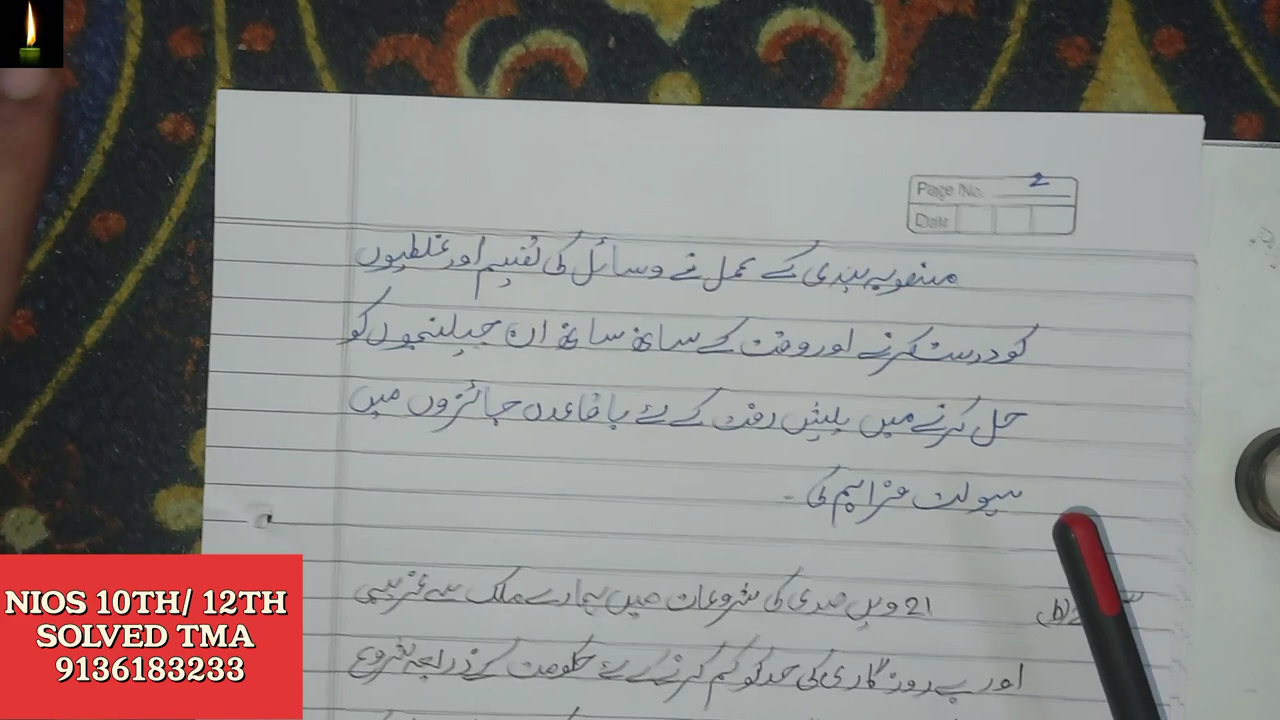 Page No. 2
Date
منصوبہ بندی کے عمل نے وسائل کی تقسیم اور غلطیوں
کو درست کرنے اور وقت کے ساتھ ساتھ ان چیلنجوں کو
حل کرنے میں پیش رفت کے لئے باقاعدہ جائزوں میں
سہولت فراہم کی ۔
21 ویں صدی کی شروعات میں ہمارے ملک سے غریبی
اور بے روزگاری کی حد کو کم کرنے کے لئے حکومت کے ذریعہ شروع
NIOS 10TH/ 12TH
SOLVED TMA
9136183233